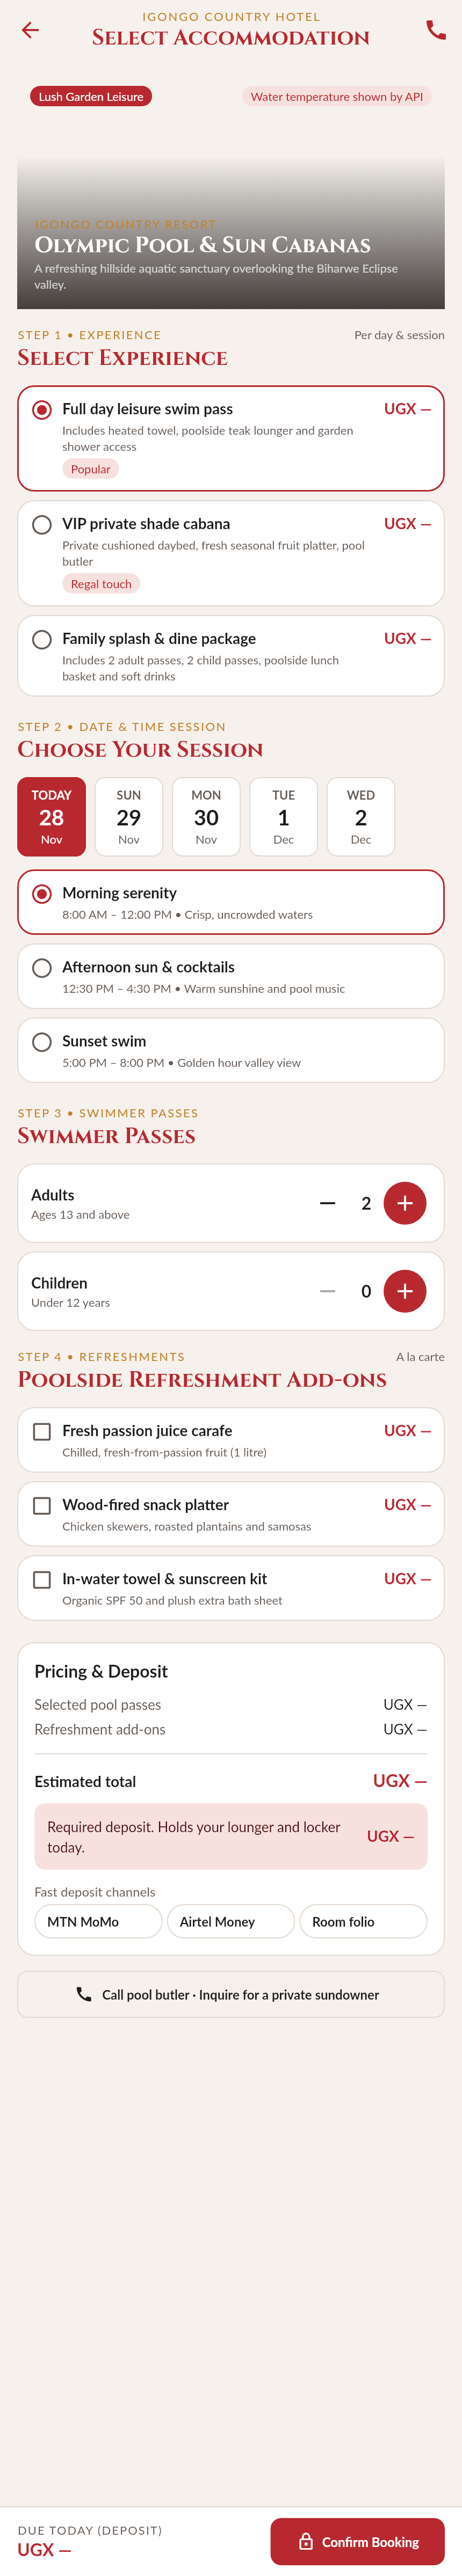 IGONGO COUNTRY HOTEL
Select Accommodation
Lush Garden Leisure
Water temperature shown by API
IGONGO COUNTRY RESORT
Olympic Pool & Sun Cabanas
A refreshing hillside aquatic sanctuary overlooking the Biharwe Eclipse
valley.
STEP 1 • EXPERIENCE
Per day & session
Select Experience
Full day leisure swim pass
UGX —
Includes heated towel, poolside teak lounger and garden
shower access
Popular
VIP private shade cabana
UGX —
Private cushioned daybed, fresh seasonal fruit platter, pool
butler
Regal touch
Family splash & dine package
UGX —
Includes 2 adult passes, 2 child passes, poolside lunch
basket and soft drinks
STEP 2 • DATE & TIME SESSION
Choose Your Session
TODAY
28
Nov
SUN
29
Nov
MON
30
Nov
TUE
1
Dec
WED
2
Dec
Morning serenity
8:00 AM – 12:00 PM • Crisp, uncrowded waters
Afternoon sun & cocktails
12:30 PM – 4:30 PM • Warm sunshine and pool music
Sunset swim
5:00 PM – 8:00 PM • Golden hour valley view
STEP 3 • SWIMMER PASSES
Swimmer Passes
Adults
Ages 13 and above
— 2 +
Children
Under 12 years
— 0 +
STEP 4 • REFRESHMENTS
A la carte
Poolside Refreshment Add-ons
Fresh passion juice carafe
UGX —
Chilled, fresh-from-passion fruit (1 litre)
Wood-fired snack platter
UGX —
Chicken skewers, roasted plantains and samosas
In-water towel & sunscreen kit
UGX —
Organic SPF 50 and plush extra bath sheet
Pricing & Deposit
Selected pool passes
UGX —
Refreshment add-ons
UGX —
Estimated total
UGX —
Required deposit. Holds your lounger and locker
today.
UGX —
Fast deposit channels
MTN MoMo
Airtel Money
Room folio
Call pool butler · Inquire for a private sundowner
DUE TODAY (DEPOSIT)
UGX —
Confirm Booking